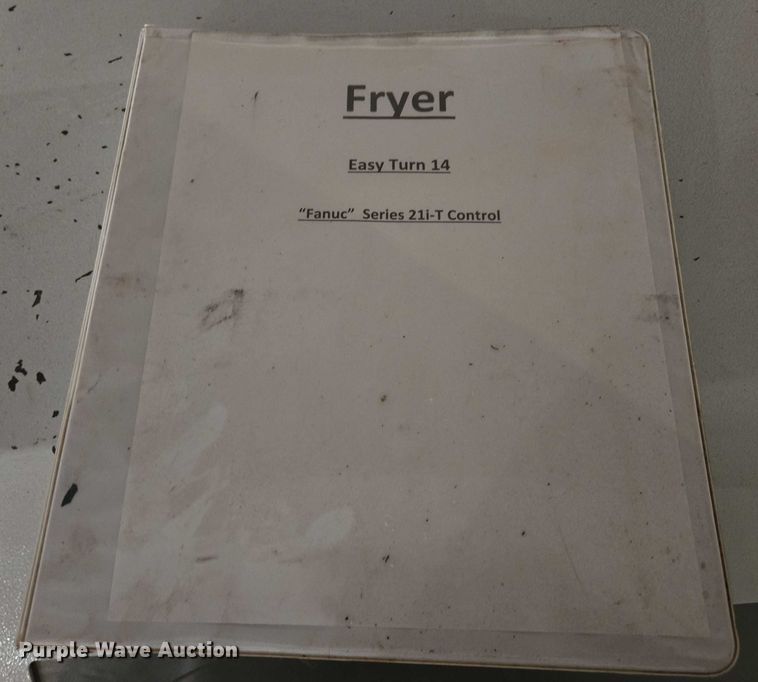 Fryer
Easy Turn 14
“Fanuc” Series 21i-T Control
Purple Wave Auction